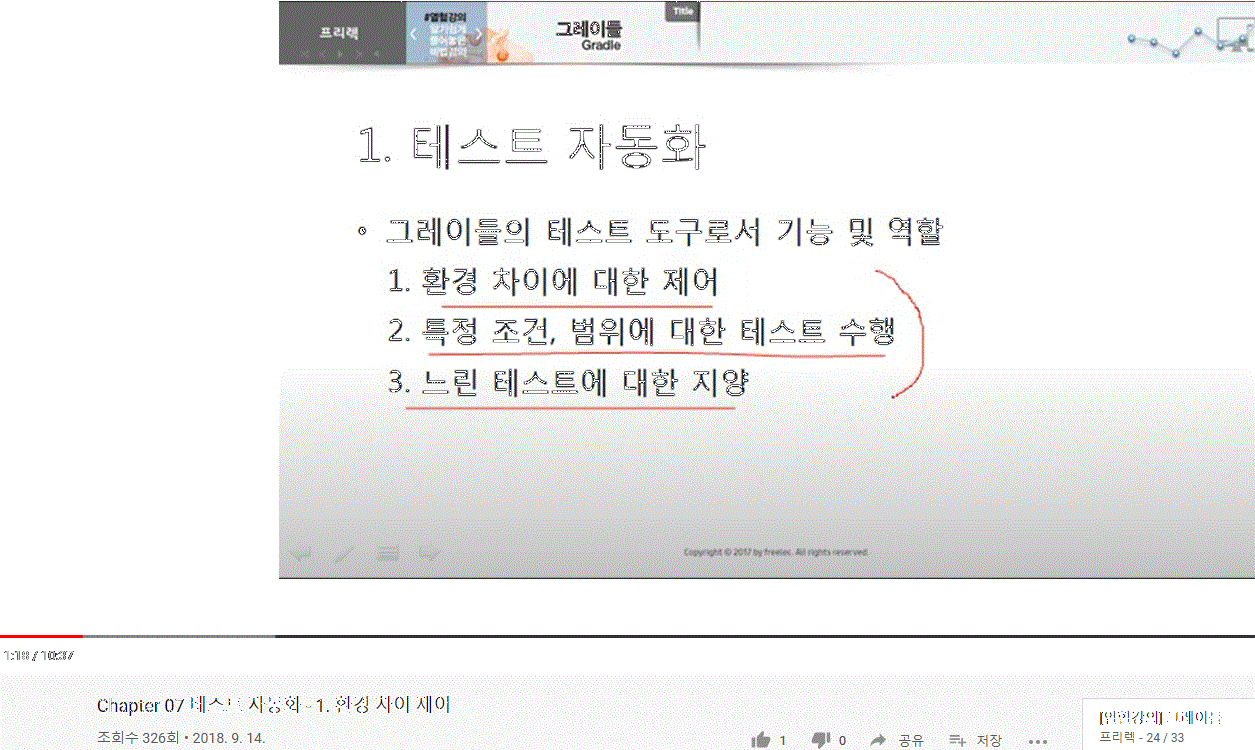 프리렉
#열혈강의
그레이들
Gradle
Title
1. 테스트 자동화
• 그레이들의 테스트 도구로서 기능 및 역할
1. 환경 차이에 대한 제어
2. 특정 조건, 범위에 대한 테스트 수행
3. 느린 테스트에 대한 지양
Copyright © 2017 by freelec. All rights reserved.
1:18 / 10:37
Chapter 07 테스트 자동화 - 1. 환경 차이 제어
조회수 326회 • 2018. 9. 14.
1
0
공유
저장
[열혈강의] 그레이들
프리렉 - 24 / 33